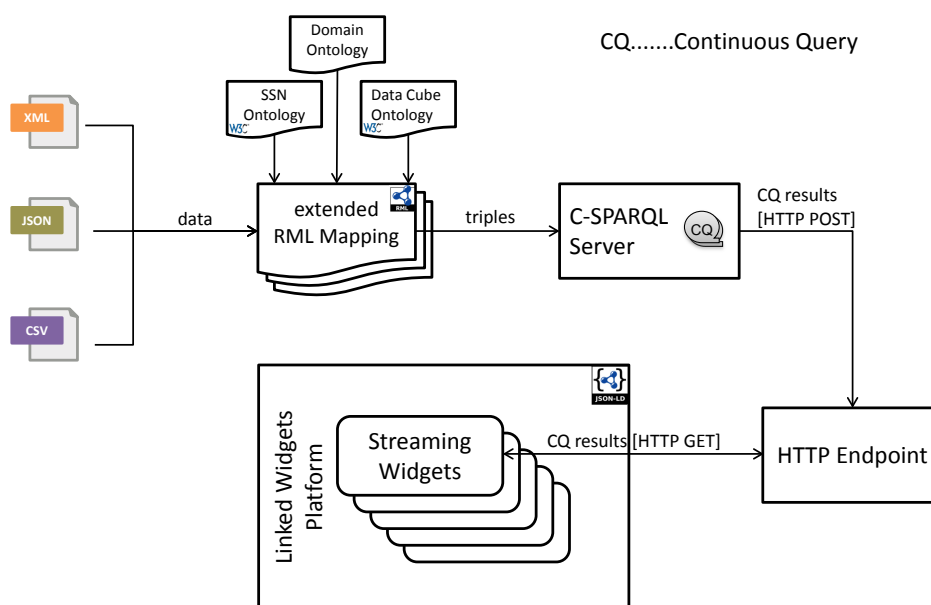 Domain
Ontology
CQ.......Continuous Query
SSN
Ontology
W3C
Data Cube
Ontology
W3C
XML
JSON
CSV
data
extended
RML Mapping
RML
triples
C-SPARQL
Server
CQ
CQ results
[HTTP POST]
Linked Widgets
Platform
JSON-LD
Streaming
Widgets
CQ results [HTTP GET]
HTTP Endpoint